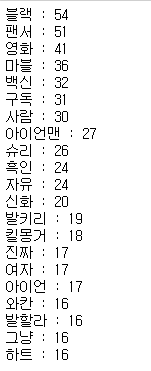 블랙 : 54
팬서 : 51
영화 : 41
마블 : 36
백신 : 32
구독 : 31
사람 : 30
아이언맨 : 27
슈리 : 26
흑인 : 24
자유 : 24
신화 : 20
발키리 : 19
킬몽거 : 18
진짜 : 17
여자 : 17
아이언 : 17
와칸 : 16
발할라 : 16
그냥 : 16
하트 : 16